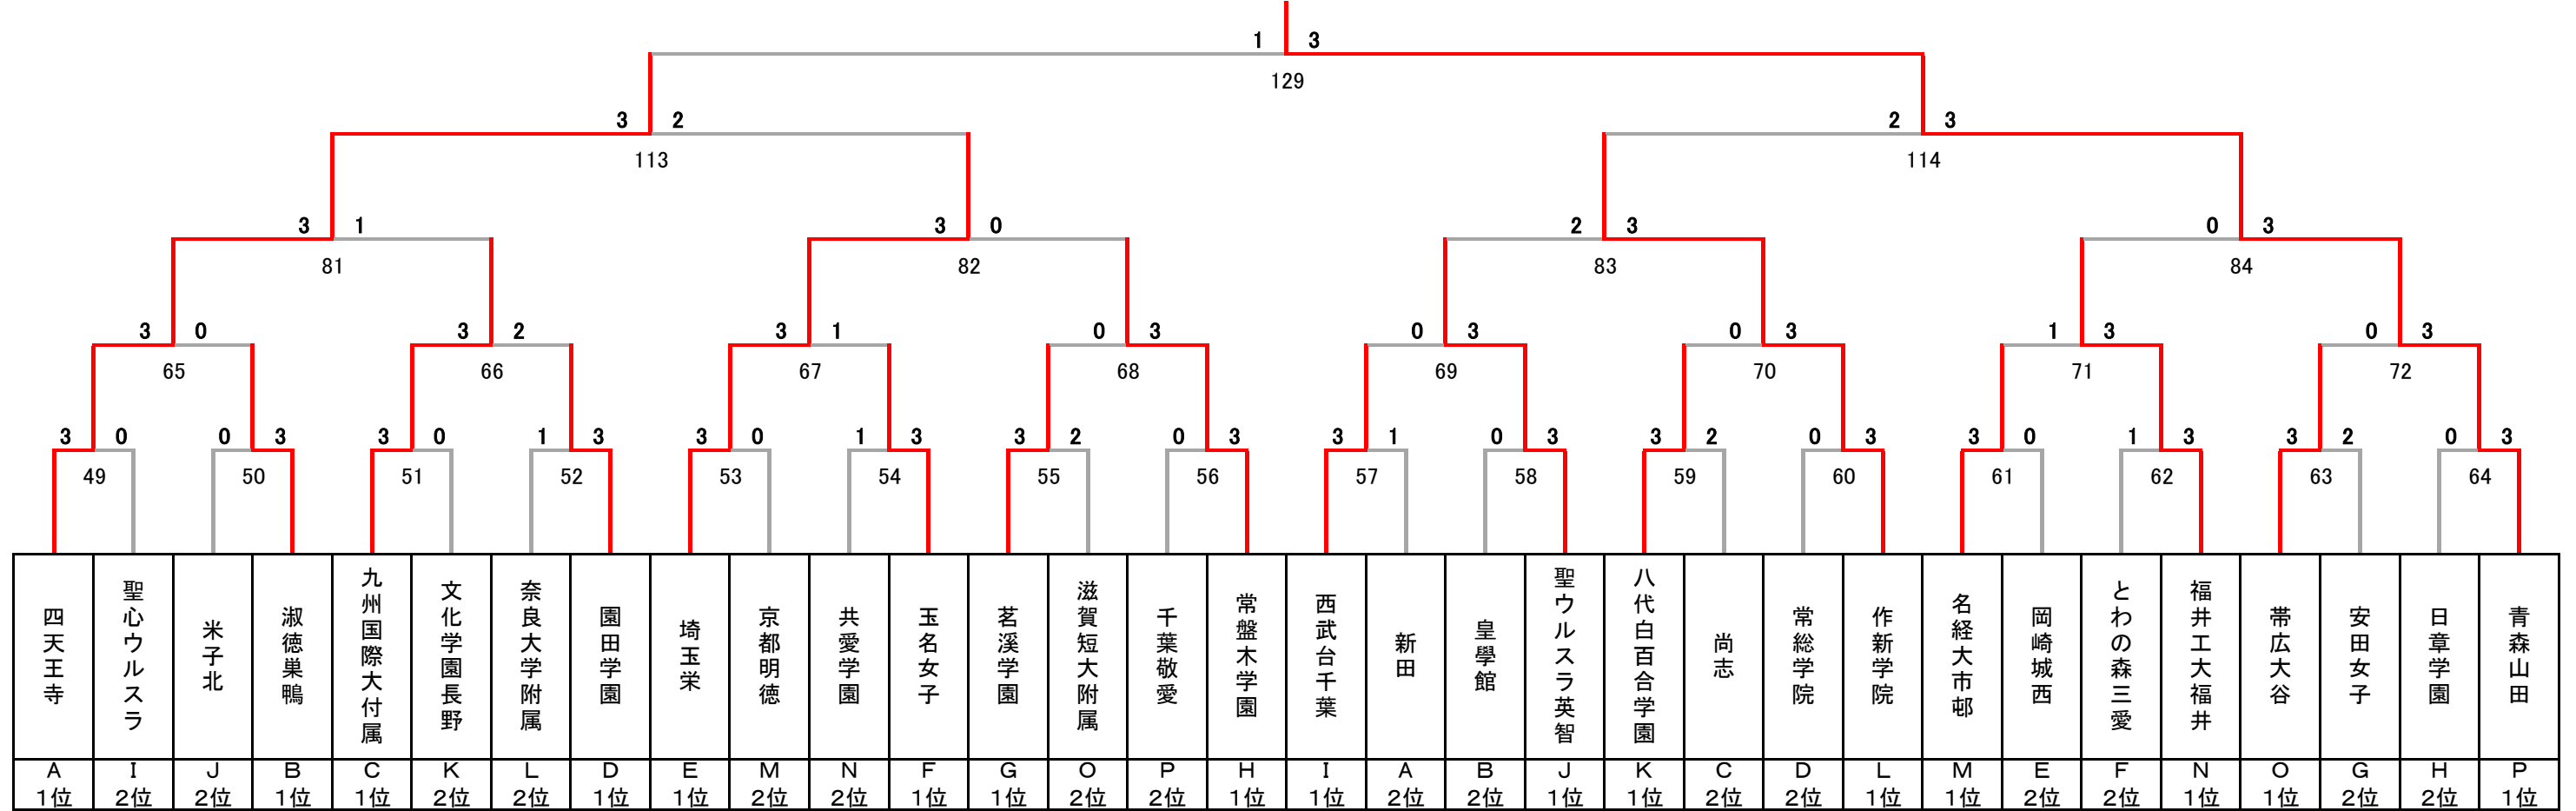 1 3
129
3 2 2 3
113 114
3 1 3 0 2 3 0 3
81 82 83 84
3 0 3 2 3 1 0 3 0 3 0 3 1 3 0 3
65 66 67 68 69 70 71 72
3 0 0 3 3 0 1 3 3 0 1 3 3 2 0 3 3 1 0 3 3 2 0 3 3 0 1 3 3 2 0 3
49 50 51 52 53 54 55 56 57 58 59 60 61 62 63 64
四天王寺
聖心ウルスラ
米子北
淑徳巣鴨
九州国際大付属
文化学園長野
奈良大学附属
園田学園
埼玉栄
京都明徳
共愛学園
玉名女子
茗溪学園
滋賀短大附属
千葉敬愛
常盤木学園
西武台千葉
新田
皇學館
聖ウルスラ英智
八代白百合学園
尚志
常総学院
作新学院
名経大市邨
岡崎城西
とわの森三愛
福井工大福井
帯広大谷
安田女子
日章学園
青森山田
A I J B C K L D E M N F G O P H I A B J K C D L M E F N O G H P
1位 2位 2位 1位 1位 2位 2位 1位 1位 2位 2位 1位 1位 2位 2位 1位 1位 2位 2位 1位 1位 2位 2位 1位 1位 2位 2位 1位 1位 2位 2位 1位